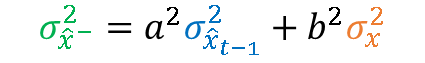 σ²_{x̂⁻} = a²σ²_{x̂_{t−1}} + b²σ²_x